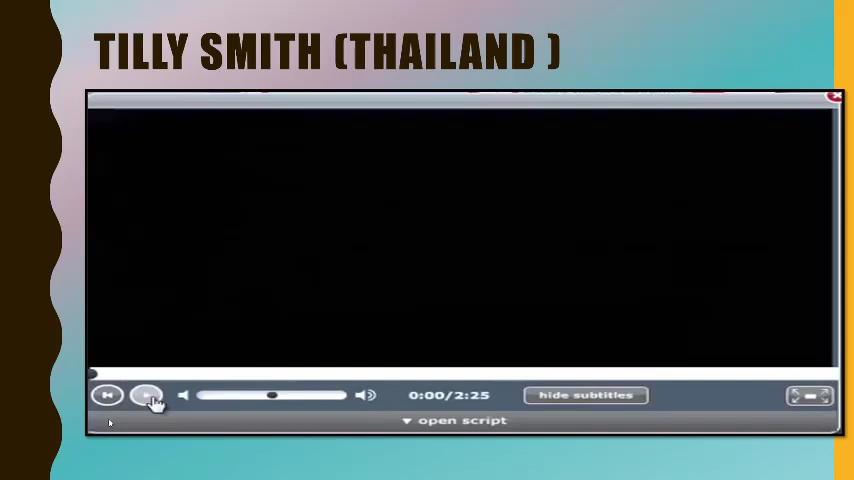 TILLY SMITH (THAILAND )
0:00/2:25
hide subtitles
▼ open script